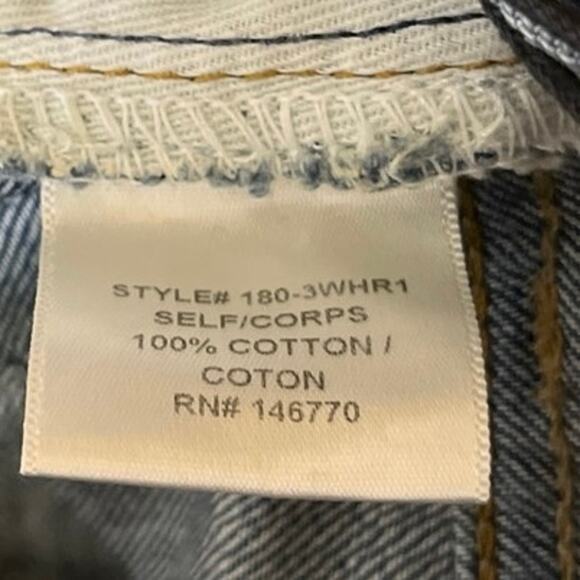 STYLE# 180-3WHR1
SELF/CORPS
100% COTTON /
COTON
RN# 146770